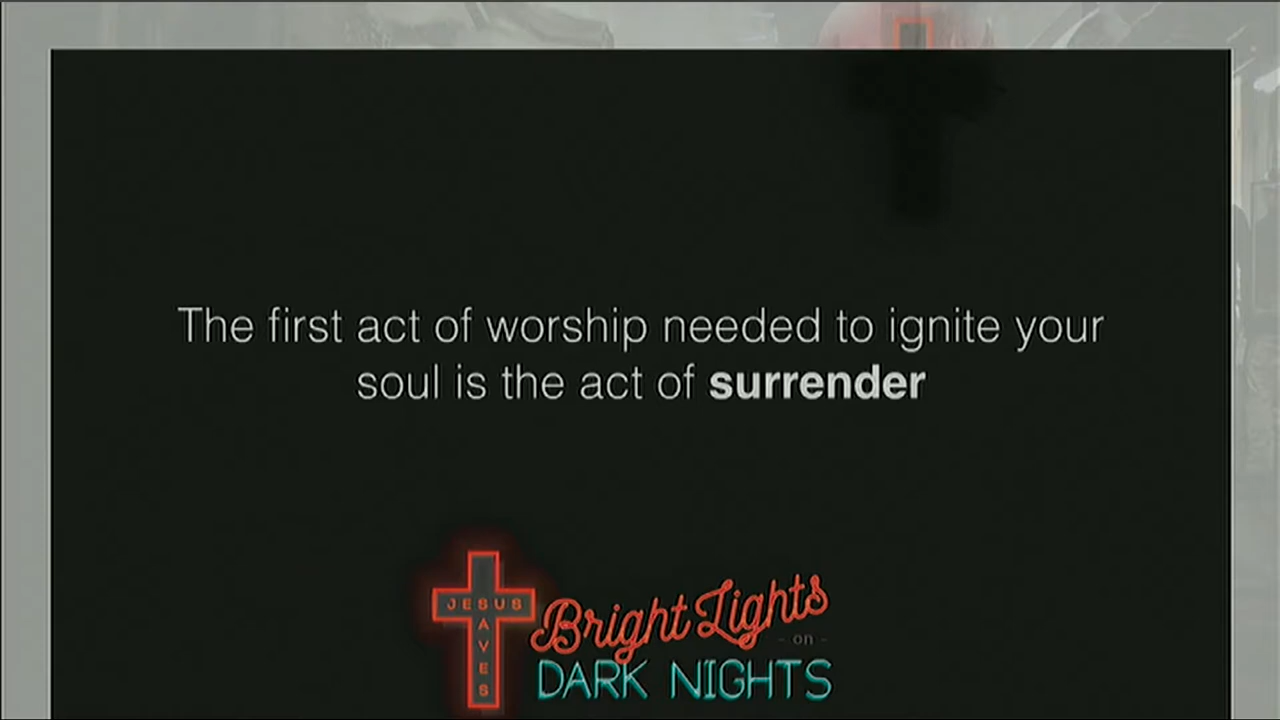 The first act of worship needed to ignite your
soul is the act of surrender
JESUS
SAVES
Bright Lights
- on -
DARK NIGHTS